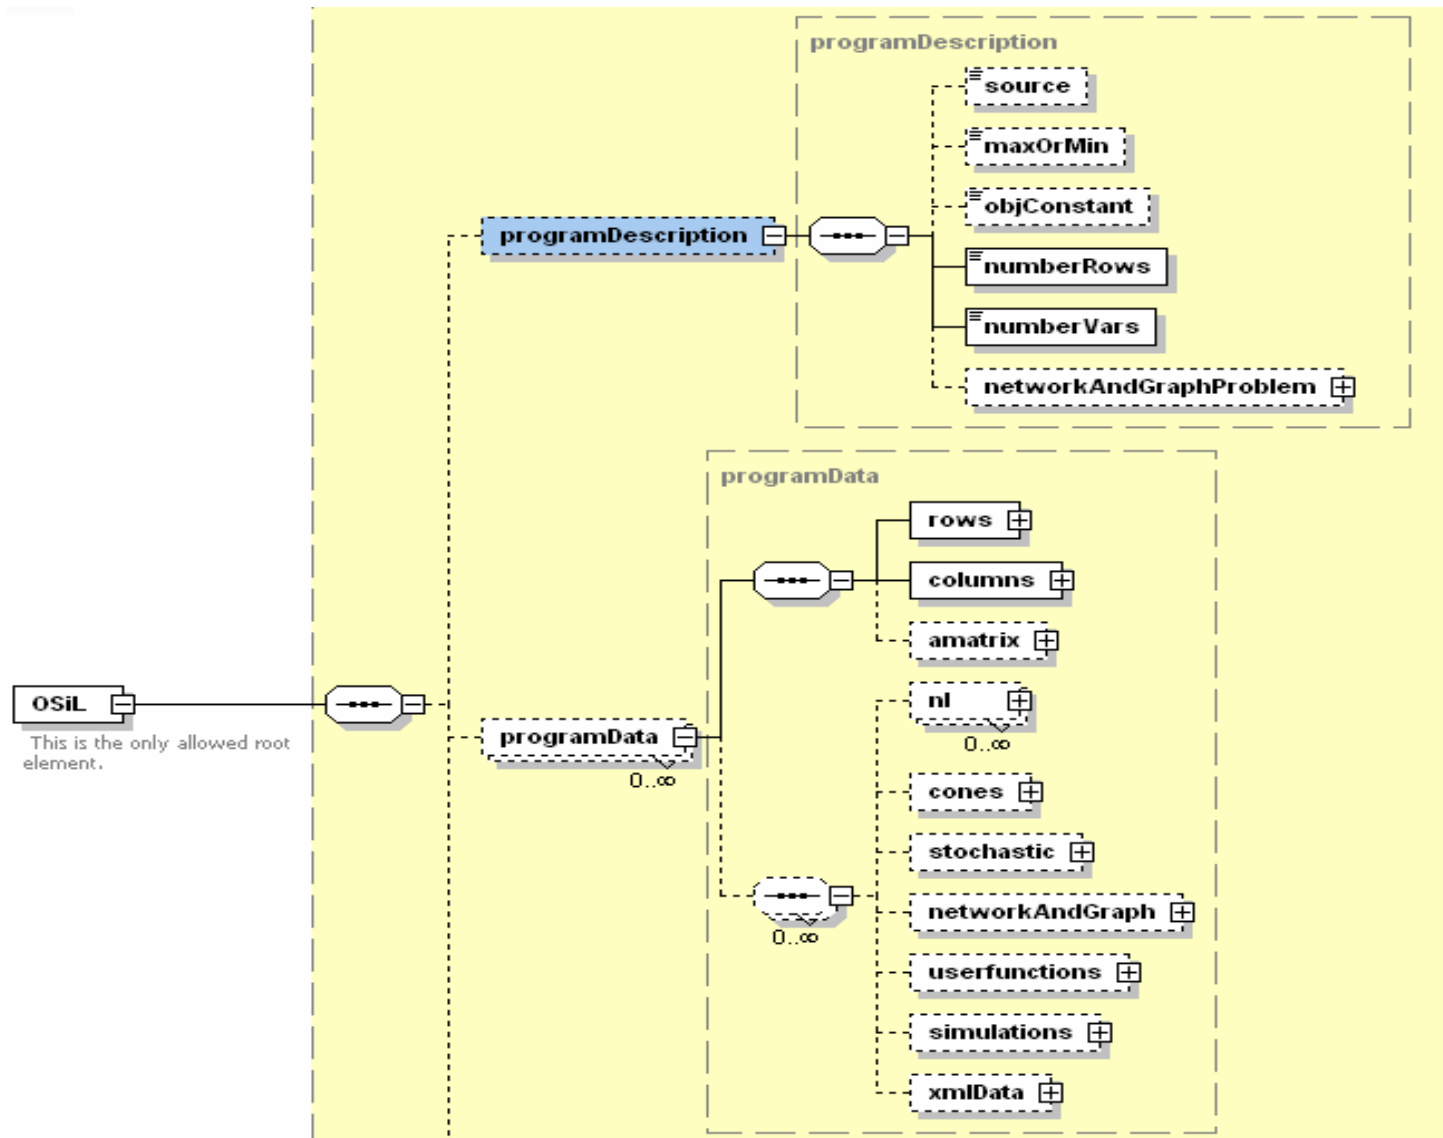 programDescription
source
maxOrMin
objConstant
programDescription
numberRows
numberVars
networkAndGraphProblem
programData
rows
columns
amatrix
OSiL
This is the only allowed root
element.
programData
0..∞
nl
0..∞
cones
stochastic
networkAndGraph
0..∞
userfunctions
simulations
xmlData